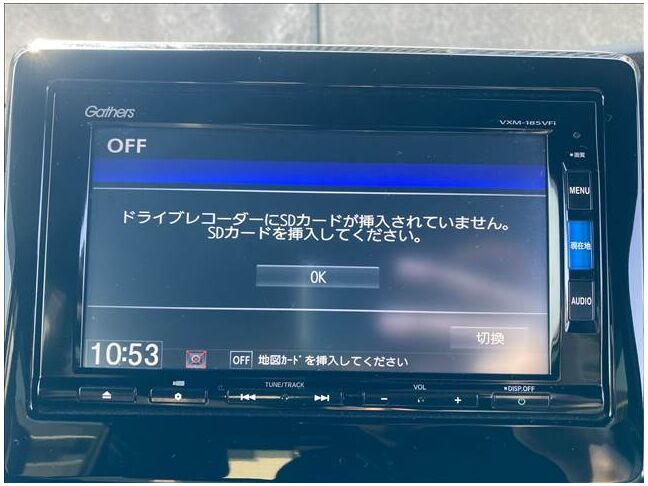 Gathers
VXM-185VFi
OFF
■画質
MENU
ドライブレコーダーにSDカードが挿入されていません。
SDカードを挿入してください。
現在地
OK
AUDIO
切換
10:53
OFF 地図ｶｰﾄﾞを挿入してください
TUNE/TRACK
VOL
■DISP.OFF
− +